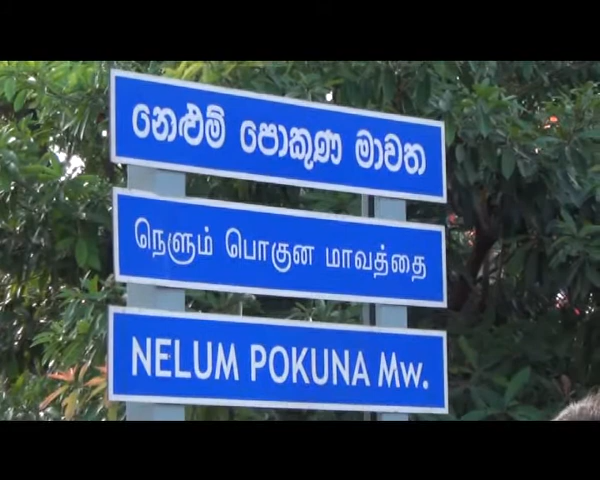 නෙළුම් පොකුණ මාවත
நெளும் பொகுன மாவத்தை
NELUM POKUNA Mw.